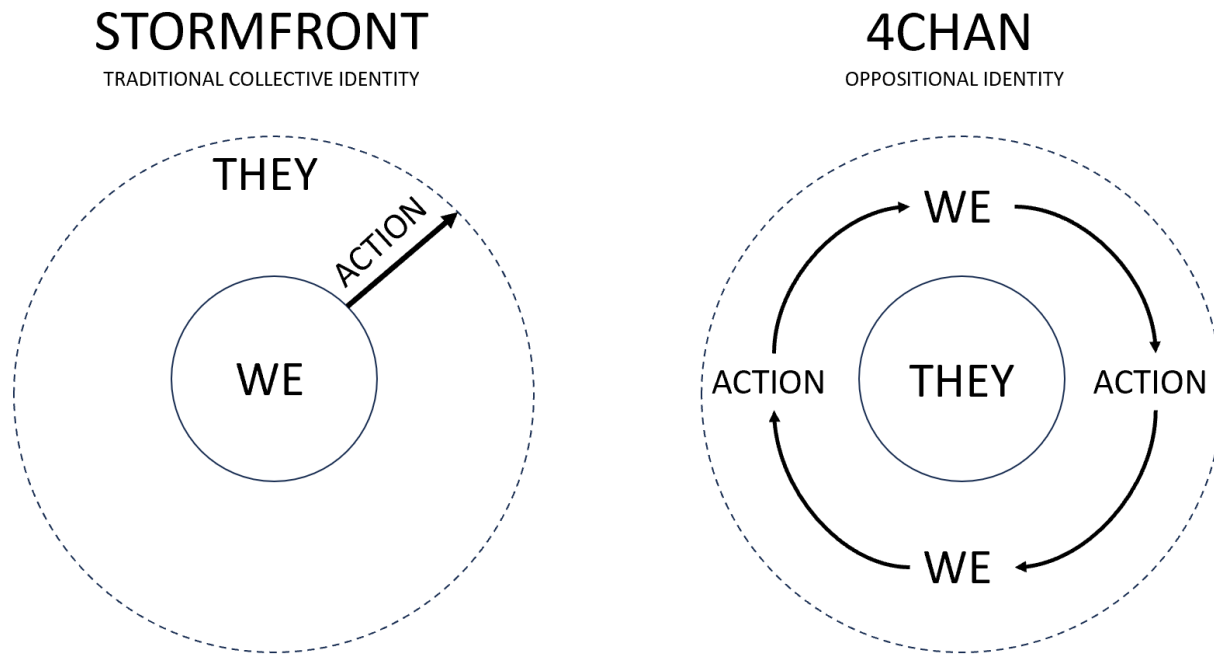 STORMFRONT
TRADITIONAL COLLECTIVE IDENTITY
THEY
ACTION
WE
4CHAN
OPPOSITIONAL IDENTITY
WE
ACTION
THEY
ACTION
WE